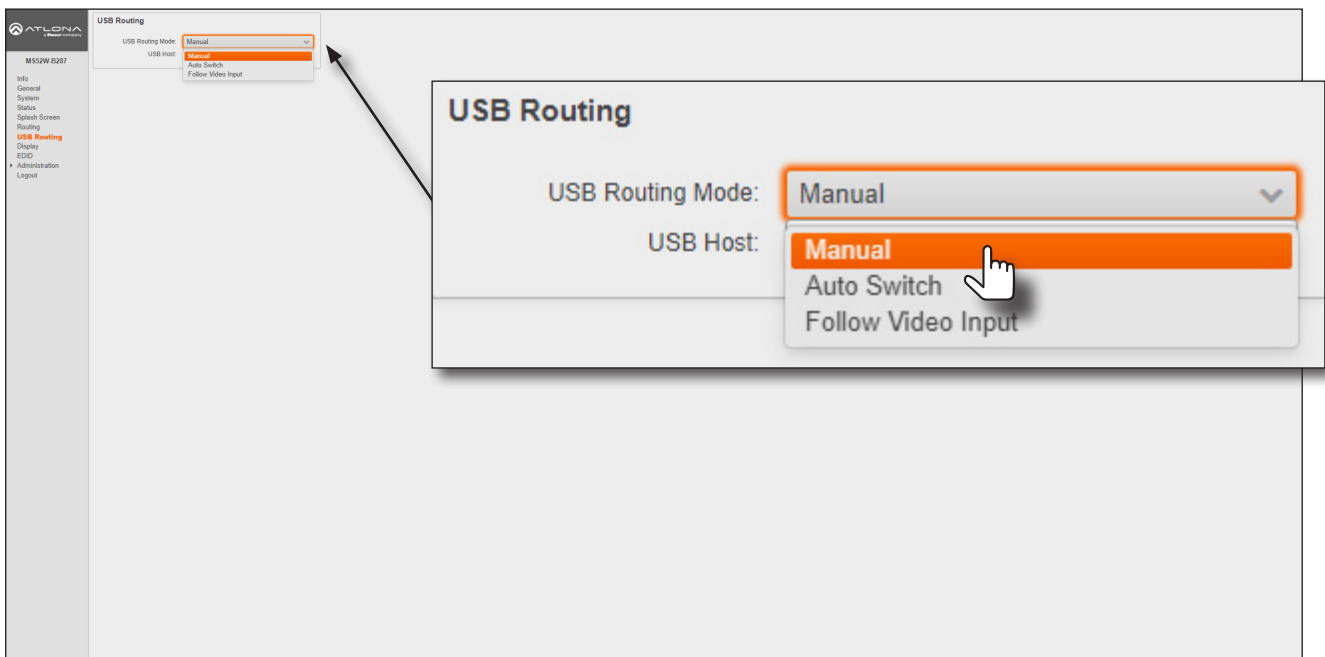 ATLONA
a Panduit company
MS52W-B287
Info
General
System
Status
Splash Screen
Routing
USB Routing
Display
EDID
Administration
Logout
USB Routing
USB Routing Mode: Manual
USB Host:
Manual
Auto Switch
Follow Video Input
USB Routing
USB Routing Mode: Manual
USB Host:
Manual
Auto Switch
Follow Video Input